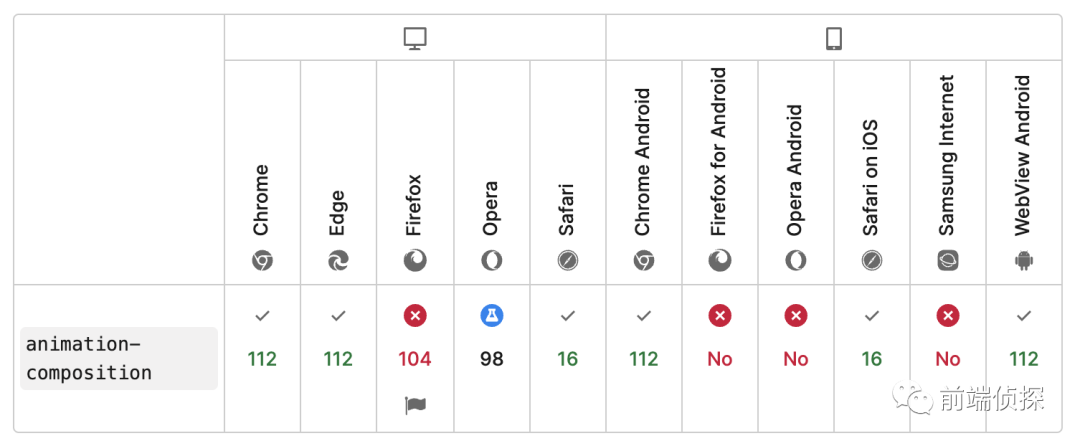 Chrome
Edge
Firefox
Opera
Safari
Chrome Android
Firefox for Android
Opera Android
Safari on iOS
Samsung Internet
WebView Android
animation-
composition
112
112
104
98
16
112
No
No
16
No
112
前端侦探